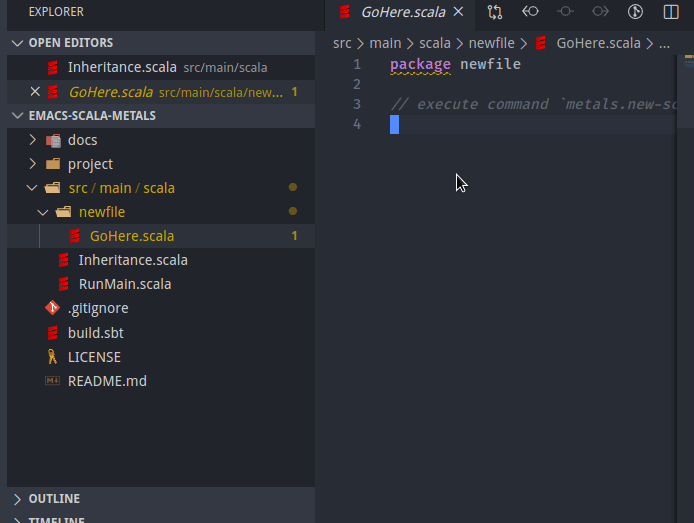 EXPLORER
OPEN EDITORS
Inheritance.scala src/main/scala
GoHere.scala src/main/scala/new... 1
EMACS-SCALA-METALS
docs
project
src / main / scala
newfile
GoHere.scala 1
Inheritance.scala
RunMain.scala
.gitignore
build.sbt
LICENSE
README.md
OUTLINE
TIMELINE
GoHere.scala
src > main > scala > newfile > GoHere.scala > ...
1 package newfile
2
3 // execute command `metals.new-sc
4